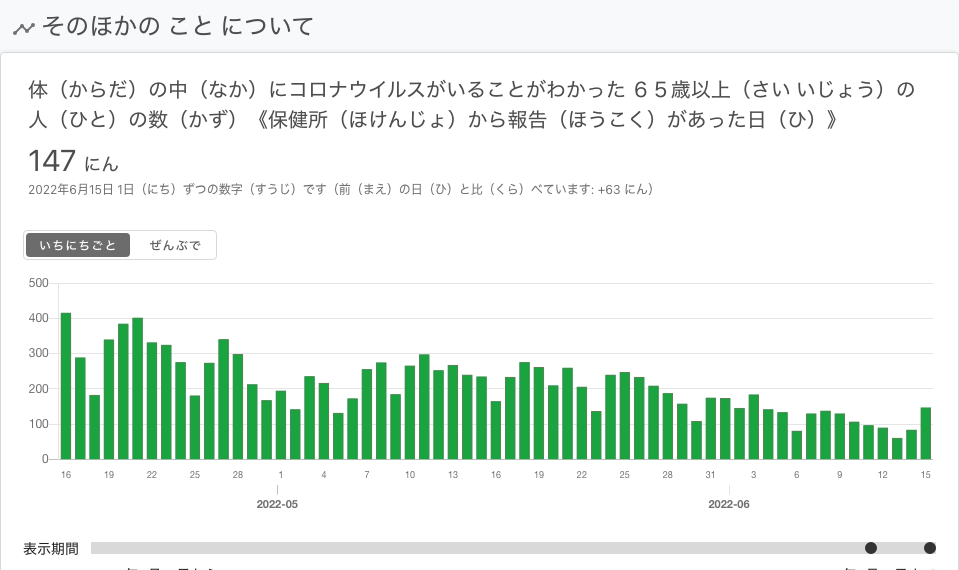 そのほかの こと について
体（からだ）の中（なか）にコロナウイルスがいることがわかった ６５歳以上（さい いじょう）の
人（ひと）の数（かず）《保健所（ほけんじょ）から報告（ほうこく）があった日（ひ）》
147 にん
2022年6月15日 1日（にち）ずつの数字（すうじ）です（前（まえ）の日（ひ）と比（くら）べています: +63 にん）
いちにちごと ぜんぶで
500
400
300
200
100
0
16 19 22 25 28 1 4 7 10 13 16 19 22 25 28 31 3 6 9 12 15
2022-05 2022-06
表示期間